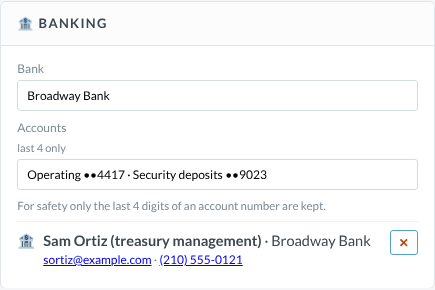 BANKING
Bank
Broadway Bank
Accounts
last 4 only
Operating ••4417 · Security deposits ••9023
For safety only the last 4 digits of an account number are kept.
Sam Ortiz (treasury management) · Broadway Bank
sortiz@example.com · (210) 555-0121
×